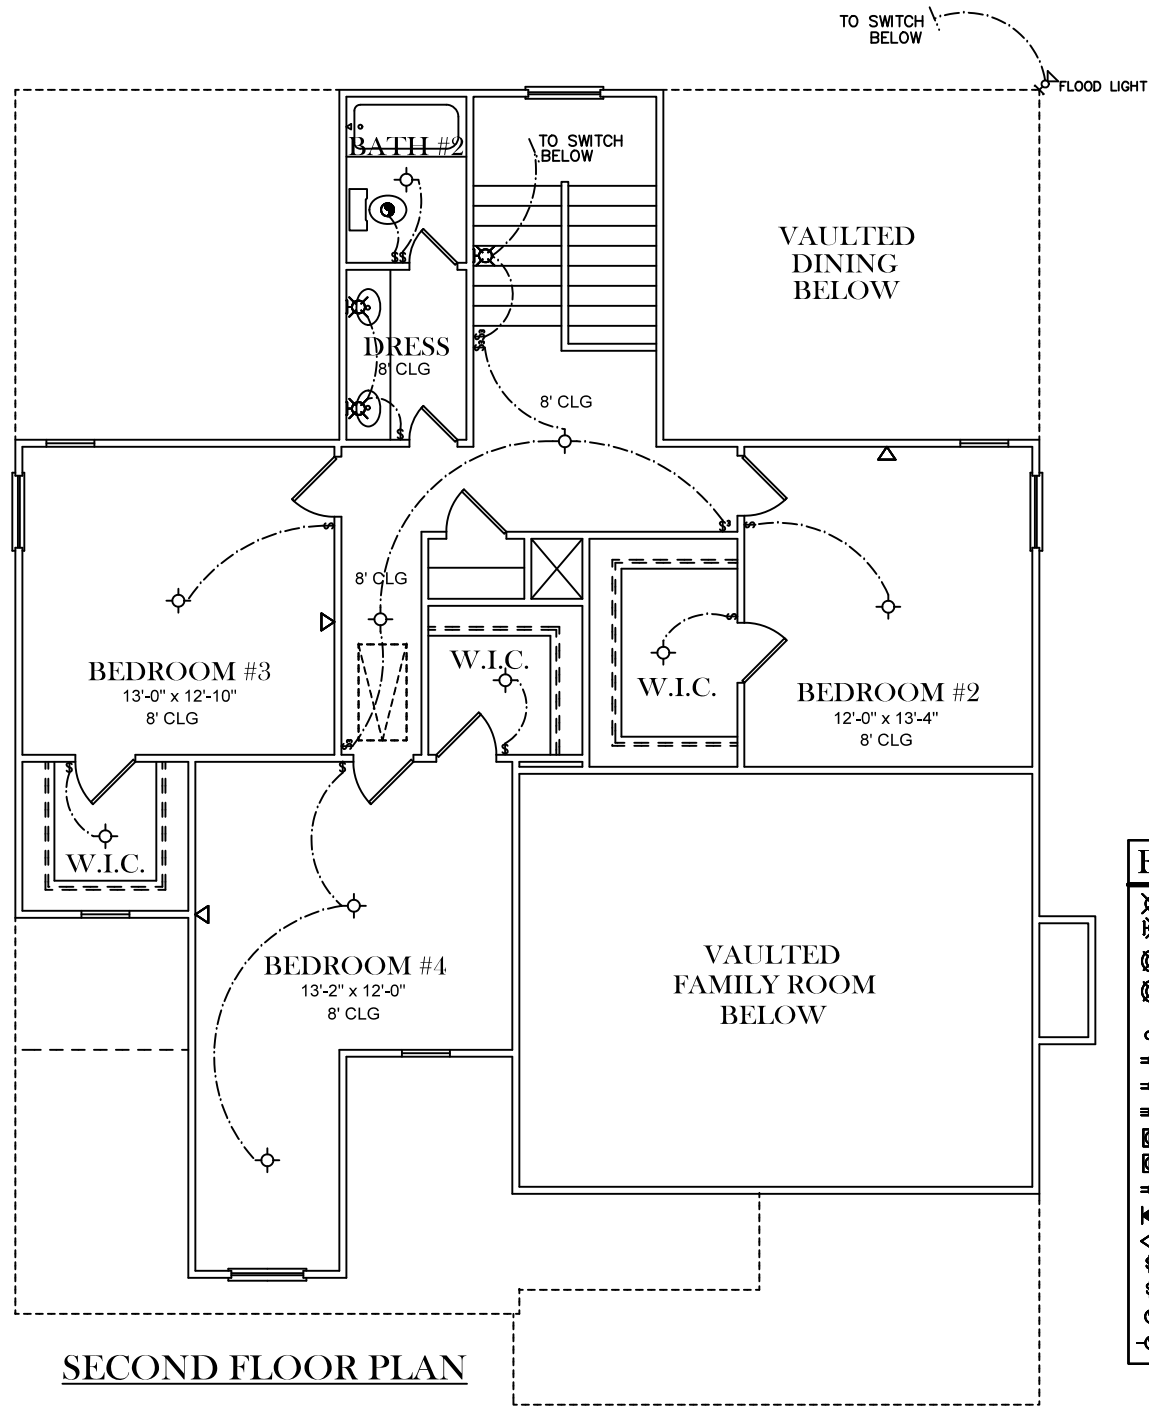 TO SWITCH
BELOW
FLOOD LIGHT
BATH #2
TO SWITCH
BELOW
VAULTED
DINING
BELOW
DRESS
8' CLG
8' CLG
8' CLG
BEDROOM #3
13'-0" x 12'-10"
8' CLG
W.I.C.
W.I.C.
BEDROOM #2
12'-0" x 13'-4"
8' CLG
W.I.C.
BEDROOM #4
13'-2" x 12'-0"
8' CLG
VAULTED
FAMILY ROOM
BELOW
SECOND FLOOR PLAN